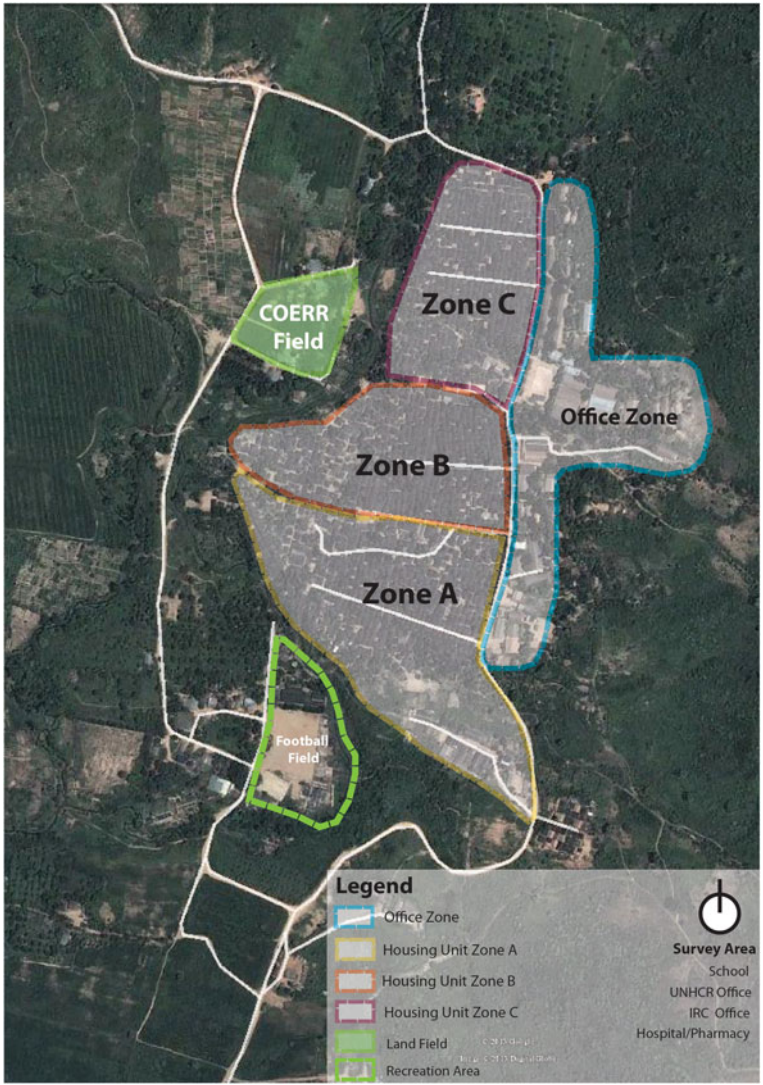 Zone C
COERR
Field
Office Zone
Zone B
Zone A
Football
Field
Legend
Office Zone
Housing Unit Zone A
Housing Unit Zone B
Housing Unit Zone C
Land Field
Recreation Area
Survey Area
School
UNHCR Office
IRC Office
Hospital/Pharmacy